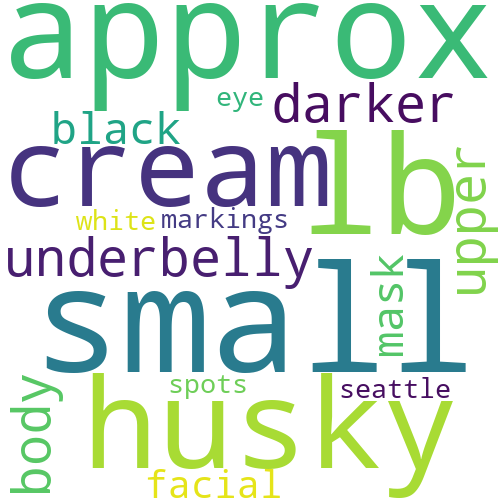 approx
eye
darker
black
cream
lb
upper
white
markings
underbelly
small
mask
husky
spots
seattle
body
facial